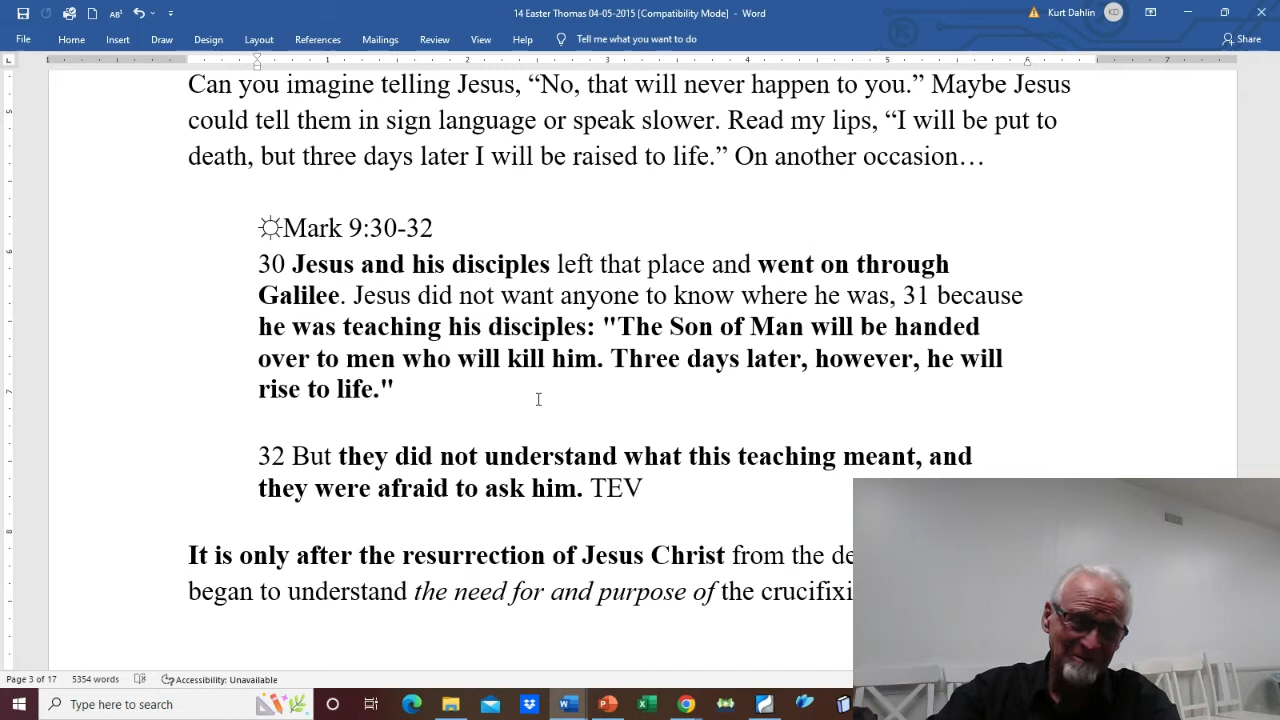 14 Easter Thomas 04-05-2015 [Compatibility Mode] - Word
Kurt Dahlin
KD
File Home Insert Draw Design Layout References Mailings Review View Help Tell me what you want to do Share
1 1 2 3 4 5 6 7
Can you imagine telling Jesus, “No, that will never happen to you.” Maybe Jesus
could tell them in sign language or speak slower. Read my lips, “I will be put to
death, but three days later I will be raised to life.” On another occasion…
☼Mark 9:30-32
30 Jesus and his disciples left that place and went on through
Galilee. Jesus did not want anyone to know where he was, 31 because
he was teaching his disciples: "The Son of Man will be handed
over to men who will kill him. Three days later, however, he will
rise to life."
32 But they did not understand what this teaching meant, and
they were afraid to ask him. TEV
It is only after the resurrection of Jesus Christ from the de
began to understand the need for and purpose of the crucifixi
Page 3 of 17 5354 words Accessibility: Unavailable
Type here to search